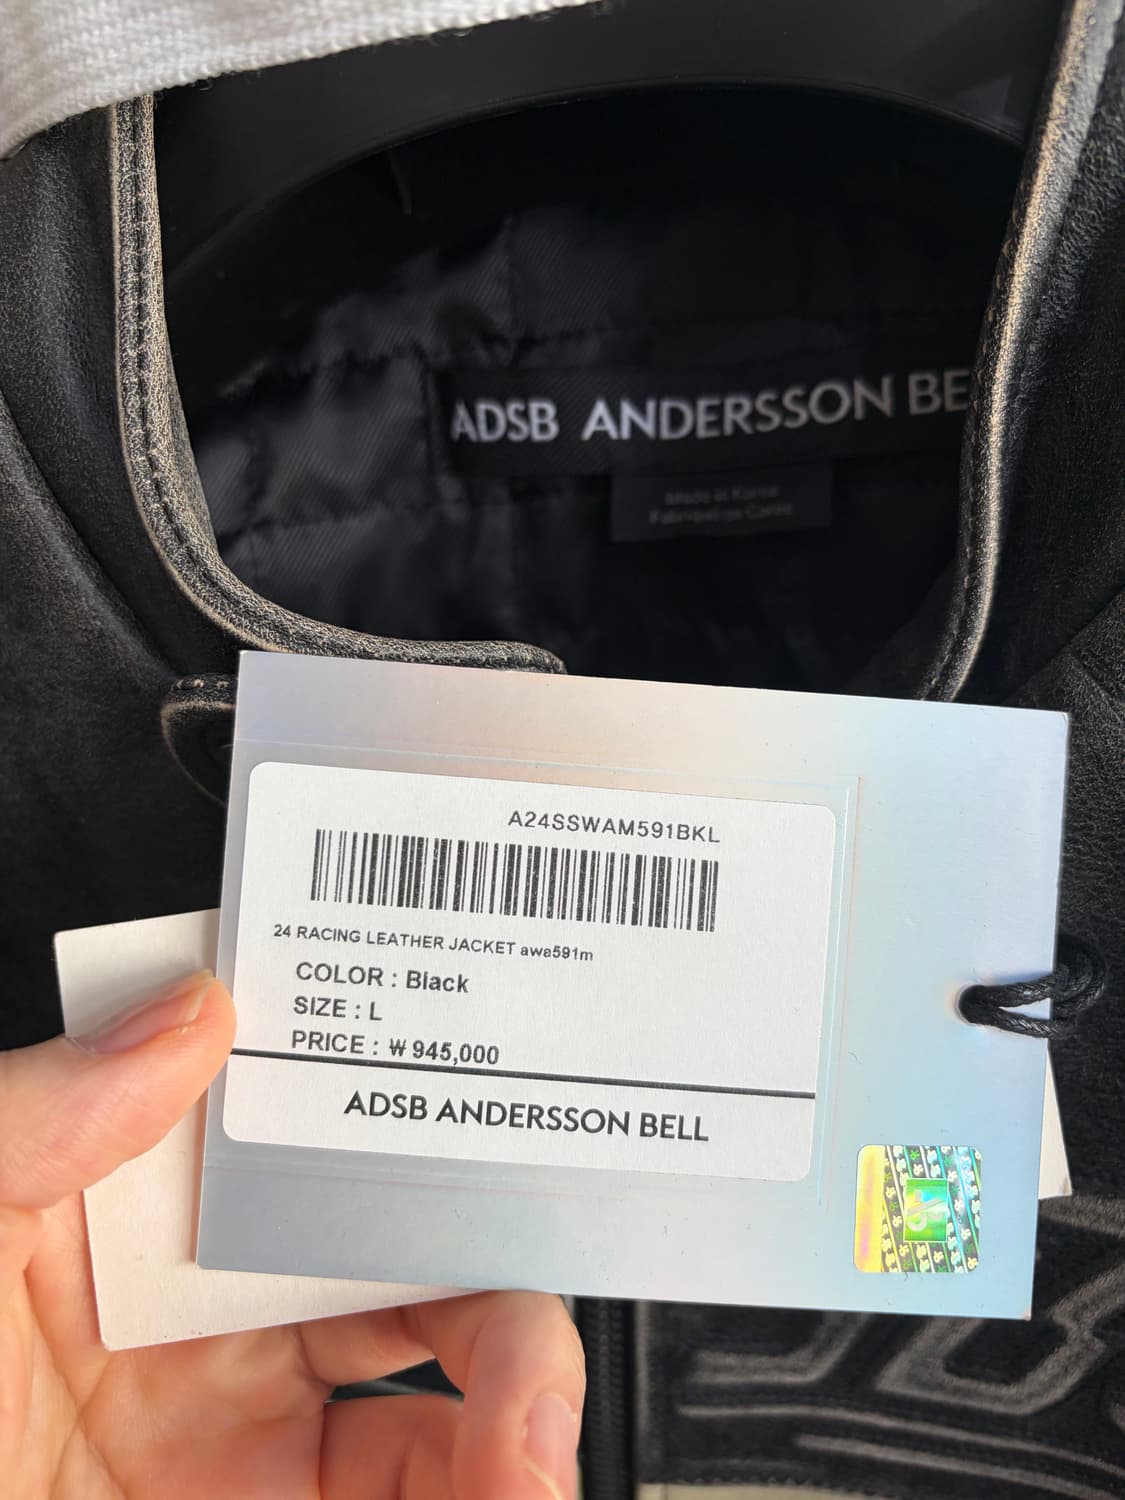 ADSB ANDERSSON BE
Made in Korea
Fabriqué en Corée
A24SSWAM591BKL
24 RACING LEATHER JACKET awa591m
COLOR : Black
SIZE : L
PRICE : ₩ 945,000
ADSB ANDERSSON BELL